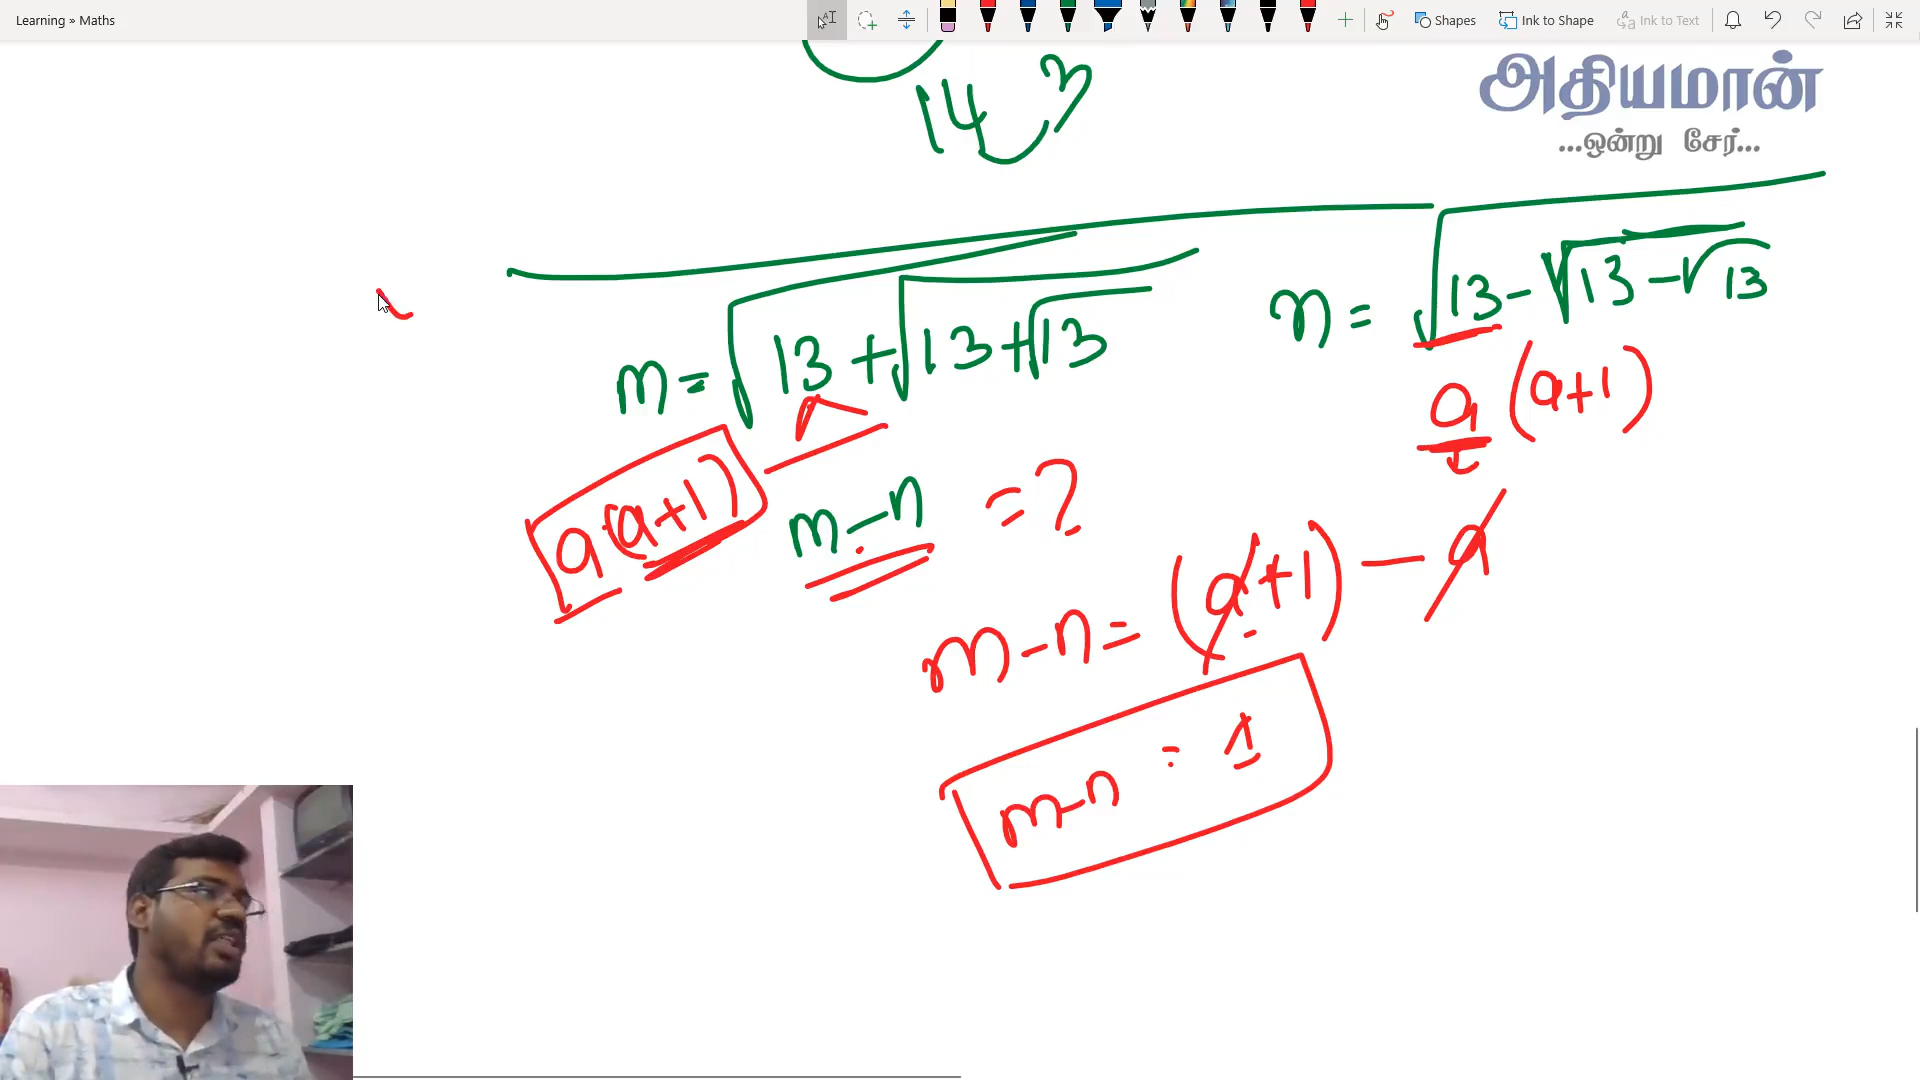 Learning » Maths
Shapes
Ink to Shape
Ink to Text
அதியமான்
...ஒன்று சேர்...
14
m = √13 + √13 + √13
n = √13 - √13 - √13
a(a+1)
a (a+1)
m - n = ?
m - n = (a+1) - a
m - n = 1